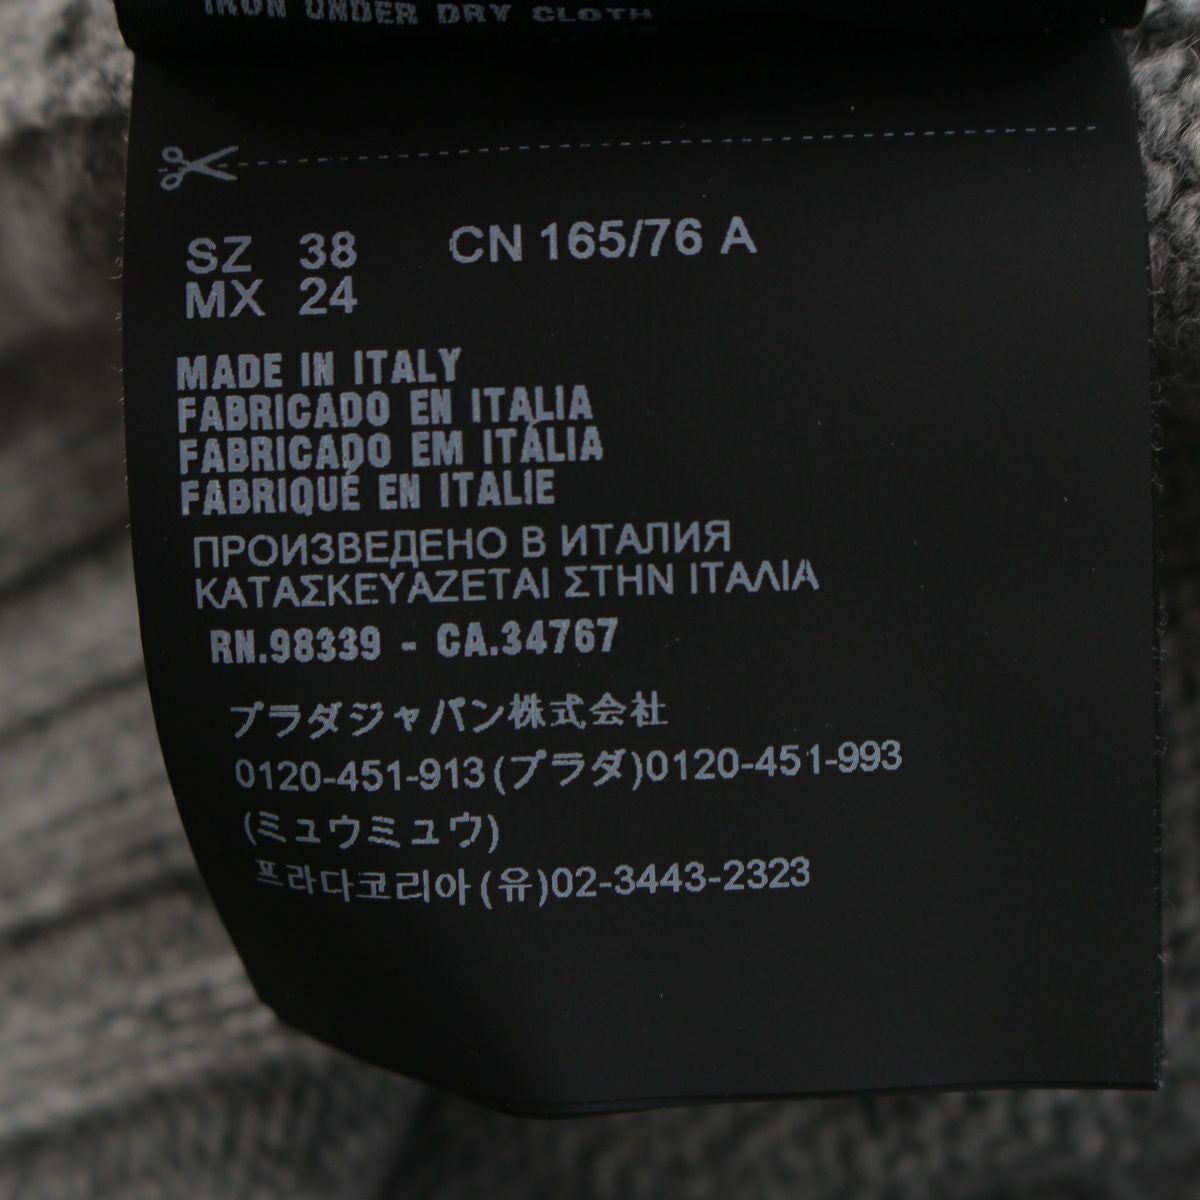 IRON UNDER DRY CLOTH
SZ 38 CN 165/76 A
MX 24
MADE IN ITALY
FABRICADO EN ITALIA
FABRICADO EM ITÁLIA
FABRIQUÉ EN ITALIE
ПРОИЗВЕДЕНО В ИТАЛИЯ
ΚΑΤΑΣΚΕΥΑΖΕΤΑΙ ΣΤΗΝ ΙΤΑΛΙΑ
RN.98339 - CA.34767
プラダジャパン株式会社
0120-451-913(プラダ)0120-451-993
(ミュウミュウ)
프라다코리아(유)02-3443-2323